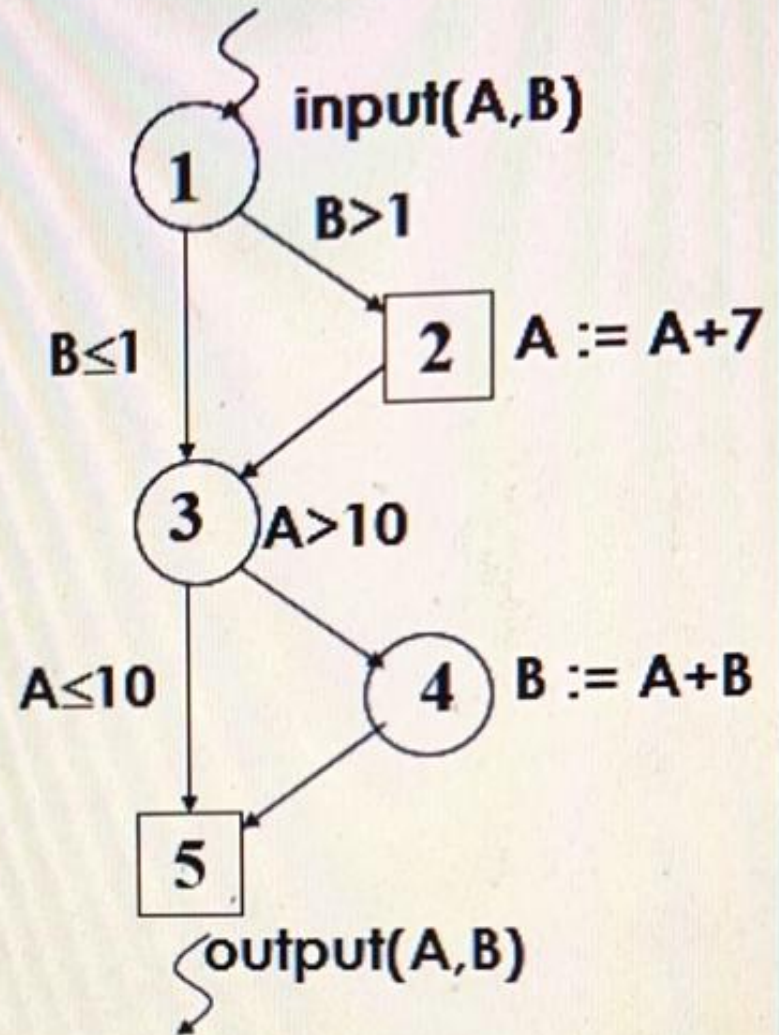 input(A,B)
1
B>1
B≤1
2 A := A+7
3 A>10
A≤10
4 B := A+B
5
output(A,B)